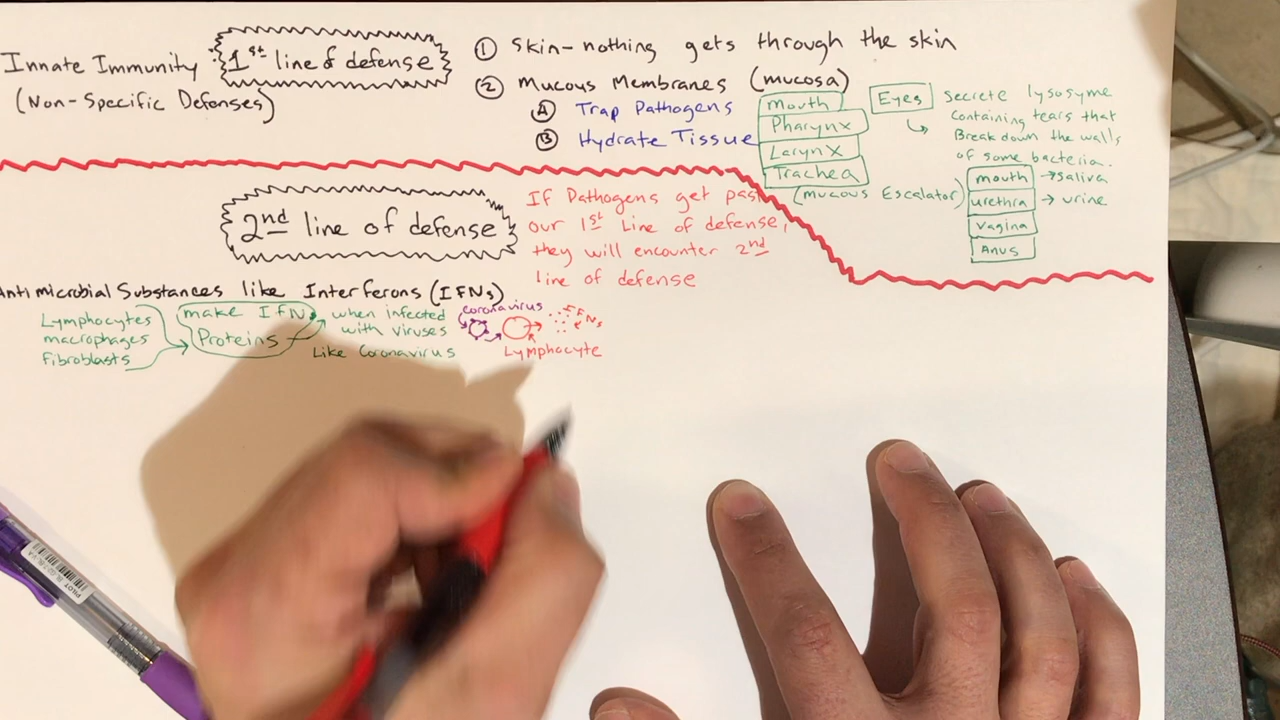 Innate Immunity
(Non-Specific Defenses)
1st line of defense
① Skin-nothing gets through the skin
② Mucous Membranes (mucosa)
Ⓐ Trap Pathogens
Ⓑ Hydrate Tissue
mouth
Pharynx
Larynx
Trachea
(mucous Escalator)
Eyes
secrete lysosyme
containing tears that
Break down the walls
of some bacteria.
mouth → saliva
urethra → urine
vagina
Anus
2nd line of defense
If Pathogens get past
our 1st Line of defense,
they will encounter 2nd
line of defense
Antimicrobial Substances like Interferons (IFNs)
Lymphocytes
macrophages
fibroblasts
make IFN
Proteins
when infected
with viruses
Like Coronavirus
coronavirus
IFNs
Lymphocyte
PILOT